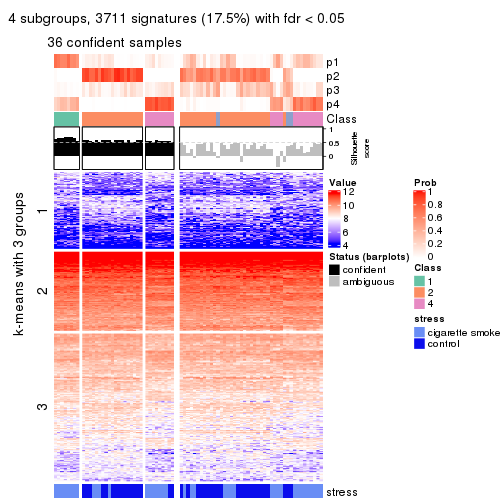 4 subgroups, 3711 signatures (17.5%) with fdr < 0.05
36 confident samples
p1
p2
p3
p4
Class
1
0.5
0
Silhouette
score
k-means with 3 groups
1
2
3
stress
Value
12
10
8
6
4
Status (barplots)
confident
ambiguous
Prob
1
0.8
0.6
0.4
0.2
0
Class
1
2
4
stress
cigarette smoke
control